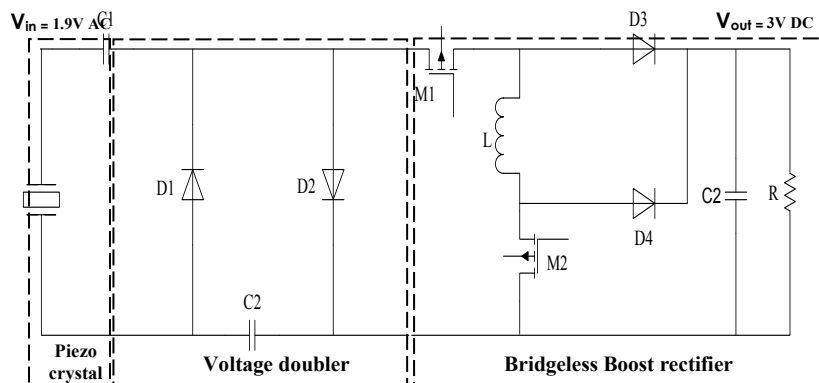 Vin = 1.9V AC
C1
D3
Vout = 3V DC
M1
L
D1
D2
C2
R
D4
M2
C2
Piezo
crystal
Voltage doubler
Bridgeless Boost rectifier